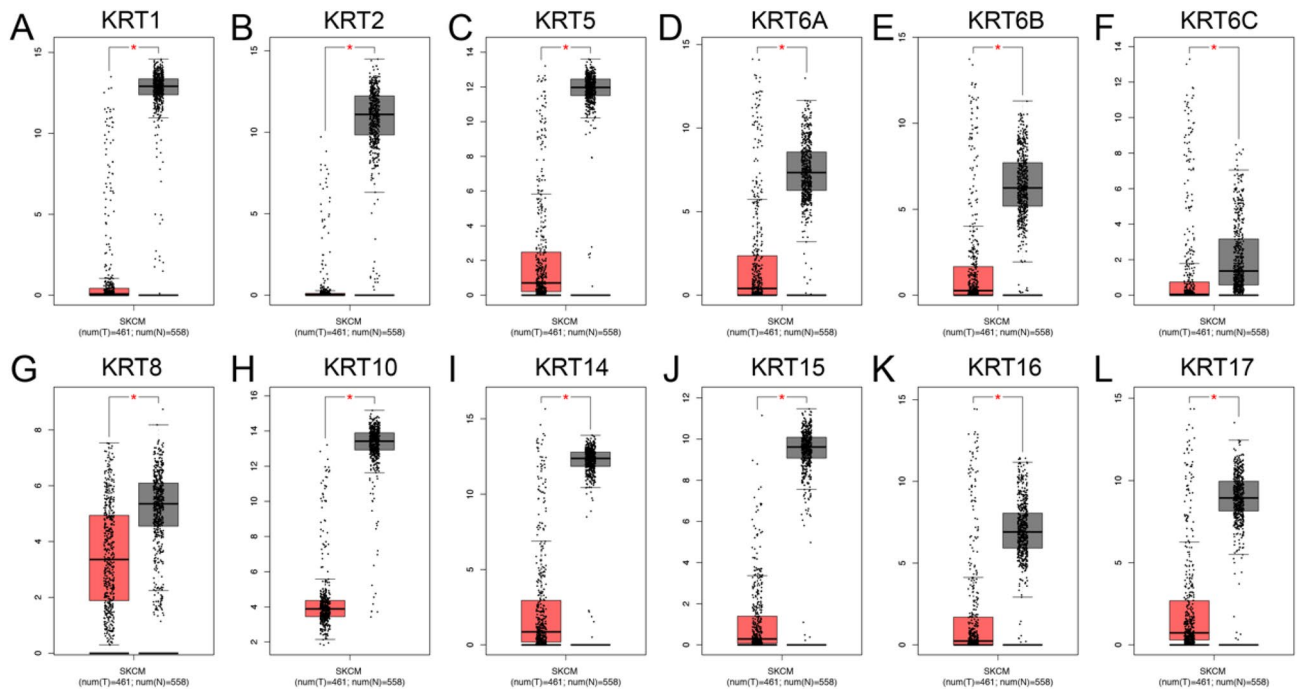 A KRT1
B KRT2
C KRT5
D KRT6A
E KRT6B
F KRT6C
*
15
10
5
0
SKCM
(num(T)=461; num(N)=558)
*
15
10
5
0
SKCM
(num(T)=461; num(N)=558)
*
14
12
10
8
6
4
2
0
SKCM
(num(T)=461; num(N)=558)
*
15
10
5
0
SKCM
(num(T)=461; num(N)=558)
*
15
10
5
0
SKCM
(num(T)=461; num(N)=558)
*
14
12
10
8
6
4
2
0
SKCM
(num(T)=461; num(N)=558)
G KRT8
H KRT10
I KRT14
J KRT15
K KRT16
L KRT17
*
8
6
4
2
0
SKCM
(num(T)=461; num(N)=558)
*
16
14
12
10
8
6
4
2
SKCM
(num(T)=461; num(N)=558)
*
15
10
5
0
SKCM
(num(T)=461; num(N)=558)
*
12
10
8
6
4
2
0
SKCM
(num(T)=461; num(N)=558)
*
15
10
5
0
SKCM
(num(T)=461; num(N)=558)
*
15
10
5
0
SKCM
(num(T)=461; num(N)=558)